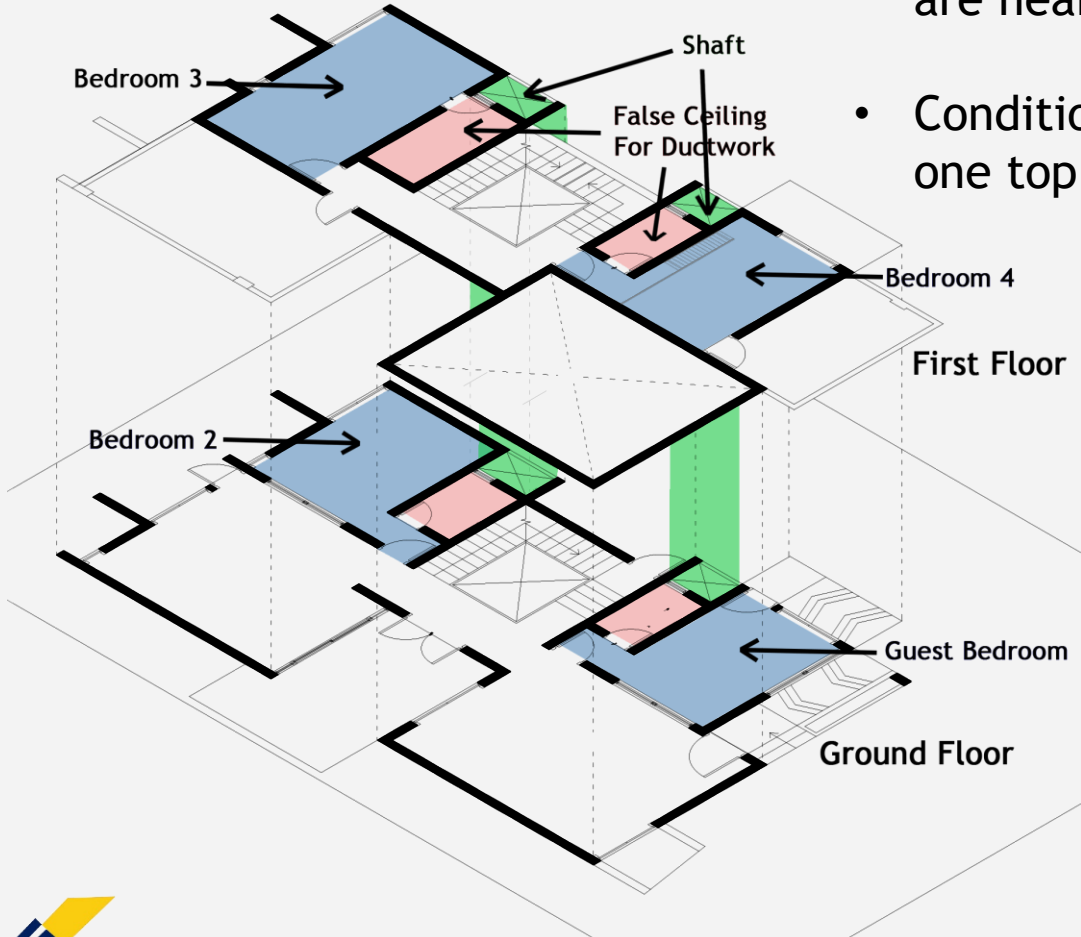 are
•
Shaft
Bedroom 3
False Ceiling
For Ductwork
one top
Bedroom 4
First Floor
Bedroom 2
Guest Bedroom
Ground Floor